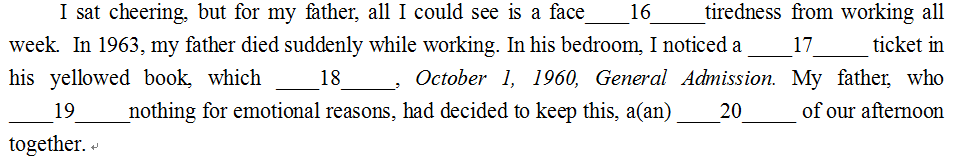 I sat cheering, but for my father, all I could see is a face____16_____tiredness from working all
week. In 1963, my father died suddenly while working. In his bedroom, I noticed a ____17_____ ticket in
his yellowed book, which ____18_____, October 1, 1960, General Admission. My father, who
____19_____nothing for emotional reasons, had decided to keep this, a(an) ____20_____ of our afternoon
together.